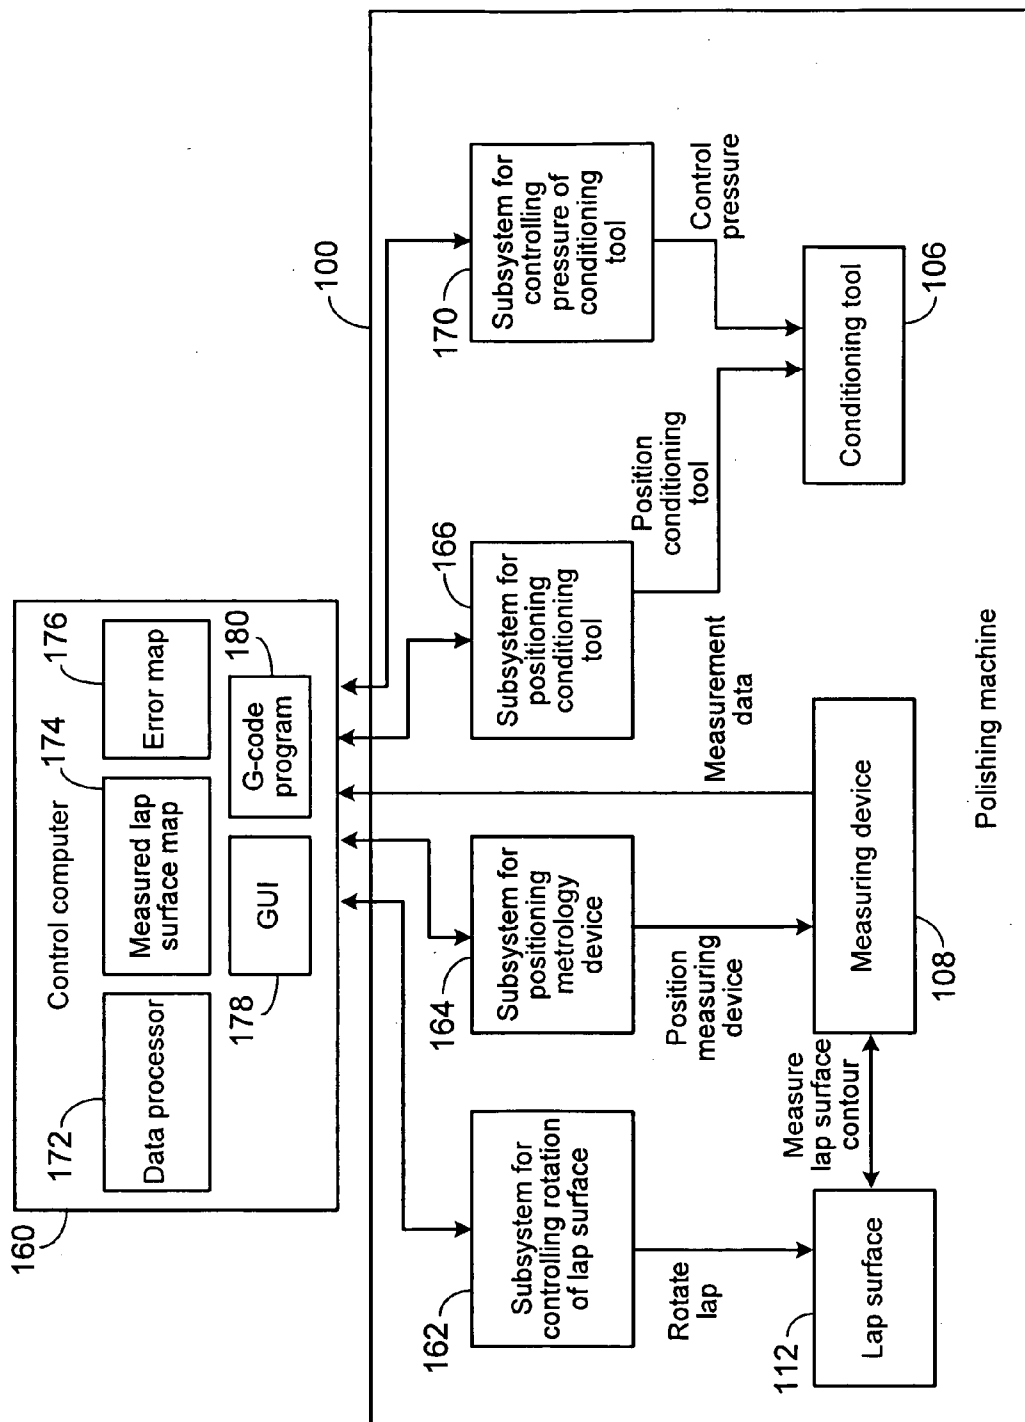 Control computer
160
172
Data processor
174
Measured lap
surface map
176
Error map
178
GUI
180
G-code
program
100
162
Subsystem for
controlling rotation
of lap surface
164
Subsystem for
positioning
metrology
device
166
Subsystem for
positioning
conditioning
tool
170
Subsystem for
controlling
pressure of
conditioning
tool
Rotate
lap
Position
measuring
device
Measurement
data
Position
conditioning
tool
Control
pressure
112
Lap surface
Measure
lap surface
contour
Measuring device
108
Conditioning tool
106
Polishing machine